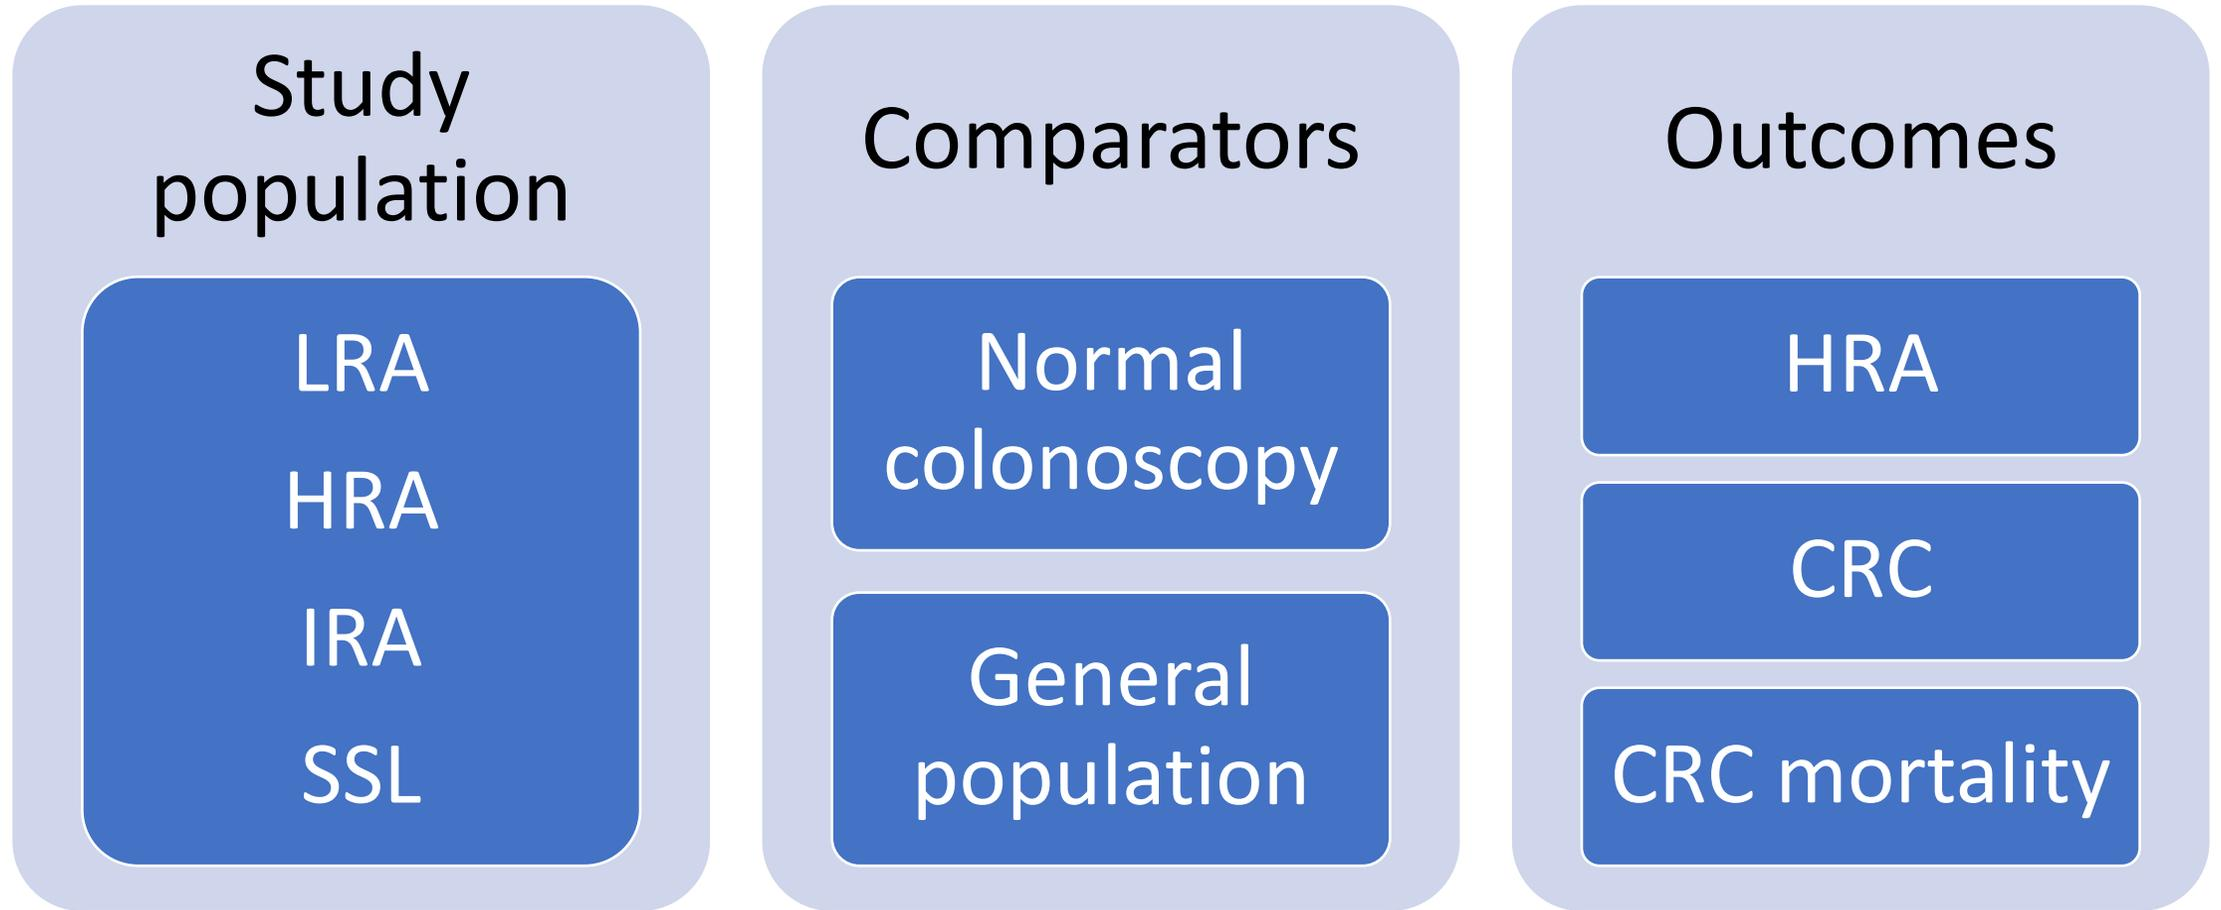 Study
population
LRA
HRA
IRA
SSL
Comparators
Normal
colonoscopy
General
population
Outcomes
HRA
CRC
CRC mortality